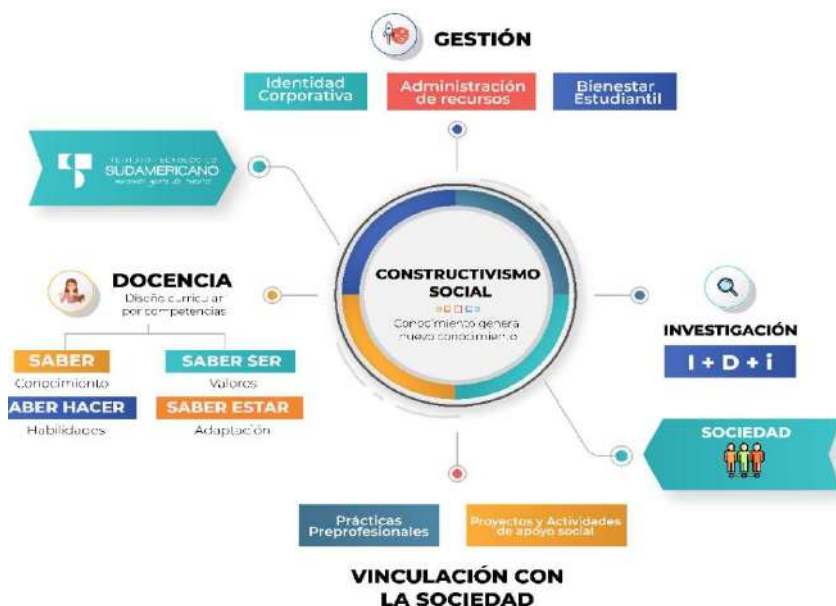 GESTIÓN
Identidad
Corporativa
Administración
de recursos
Bienestar
Estudiantil
SUDAMERICANO
CONSTRUCTIVISMO
SOCIAL
Conocimiento genera
nuevo conocimiento
DOCENCIA
Diseño curricular
por competencias
SABER
Conocimiento
SABER SER
Valores
ABER HACER
Habilidades
SABER ESTAR
Adaptación
INVESTIGACIÓN
I + D + i
SOCIEDAD
Prácticas
Preprofesionales
Proyectos y Actividades
de apoyo social
VINCULACIÓN CON
LA SOCIEDAD